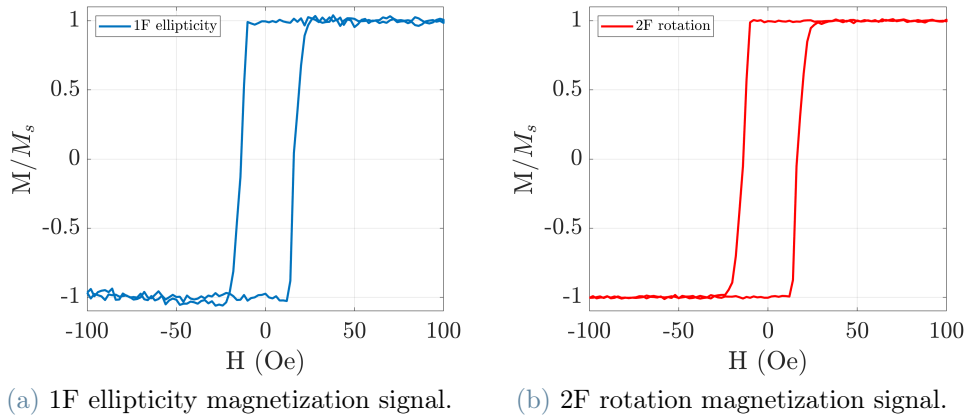 1F ellipticity
1
0.5
0
-0.5
-1
M/M_s
-100 -50 0 50 100
H (Oe)
(a) 1F ellipticity magnetization signal.
2F rotation
1
0.5
0
-0.5
-1
M/M_s
-100 -50 0 50 100
H (Oe)
(b) 2F rotation magnetization signal.